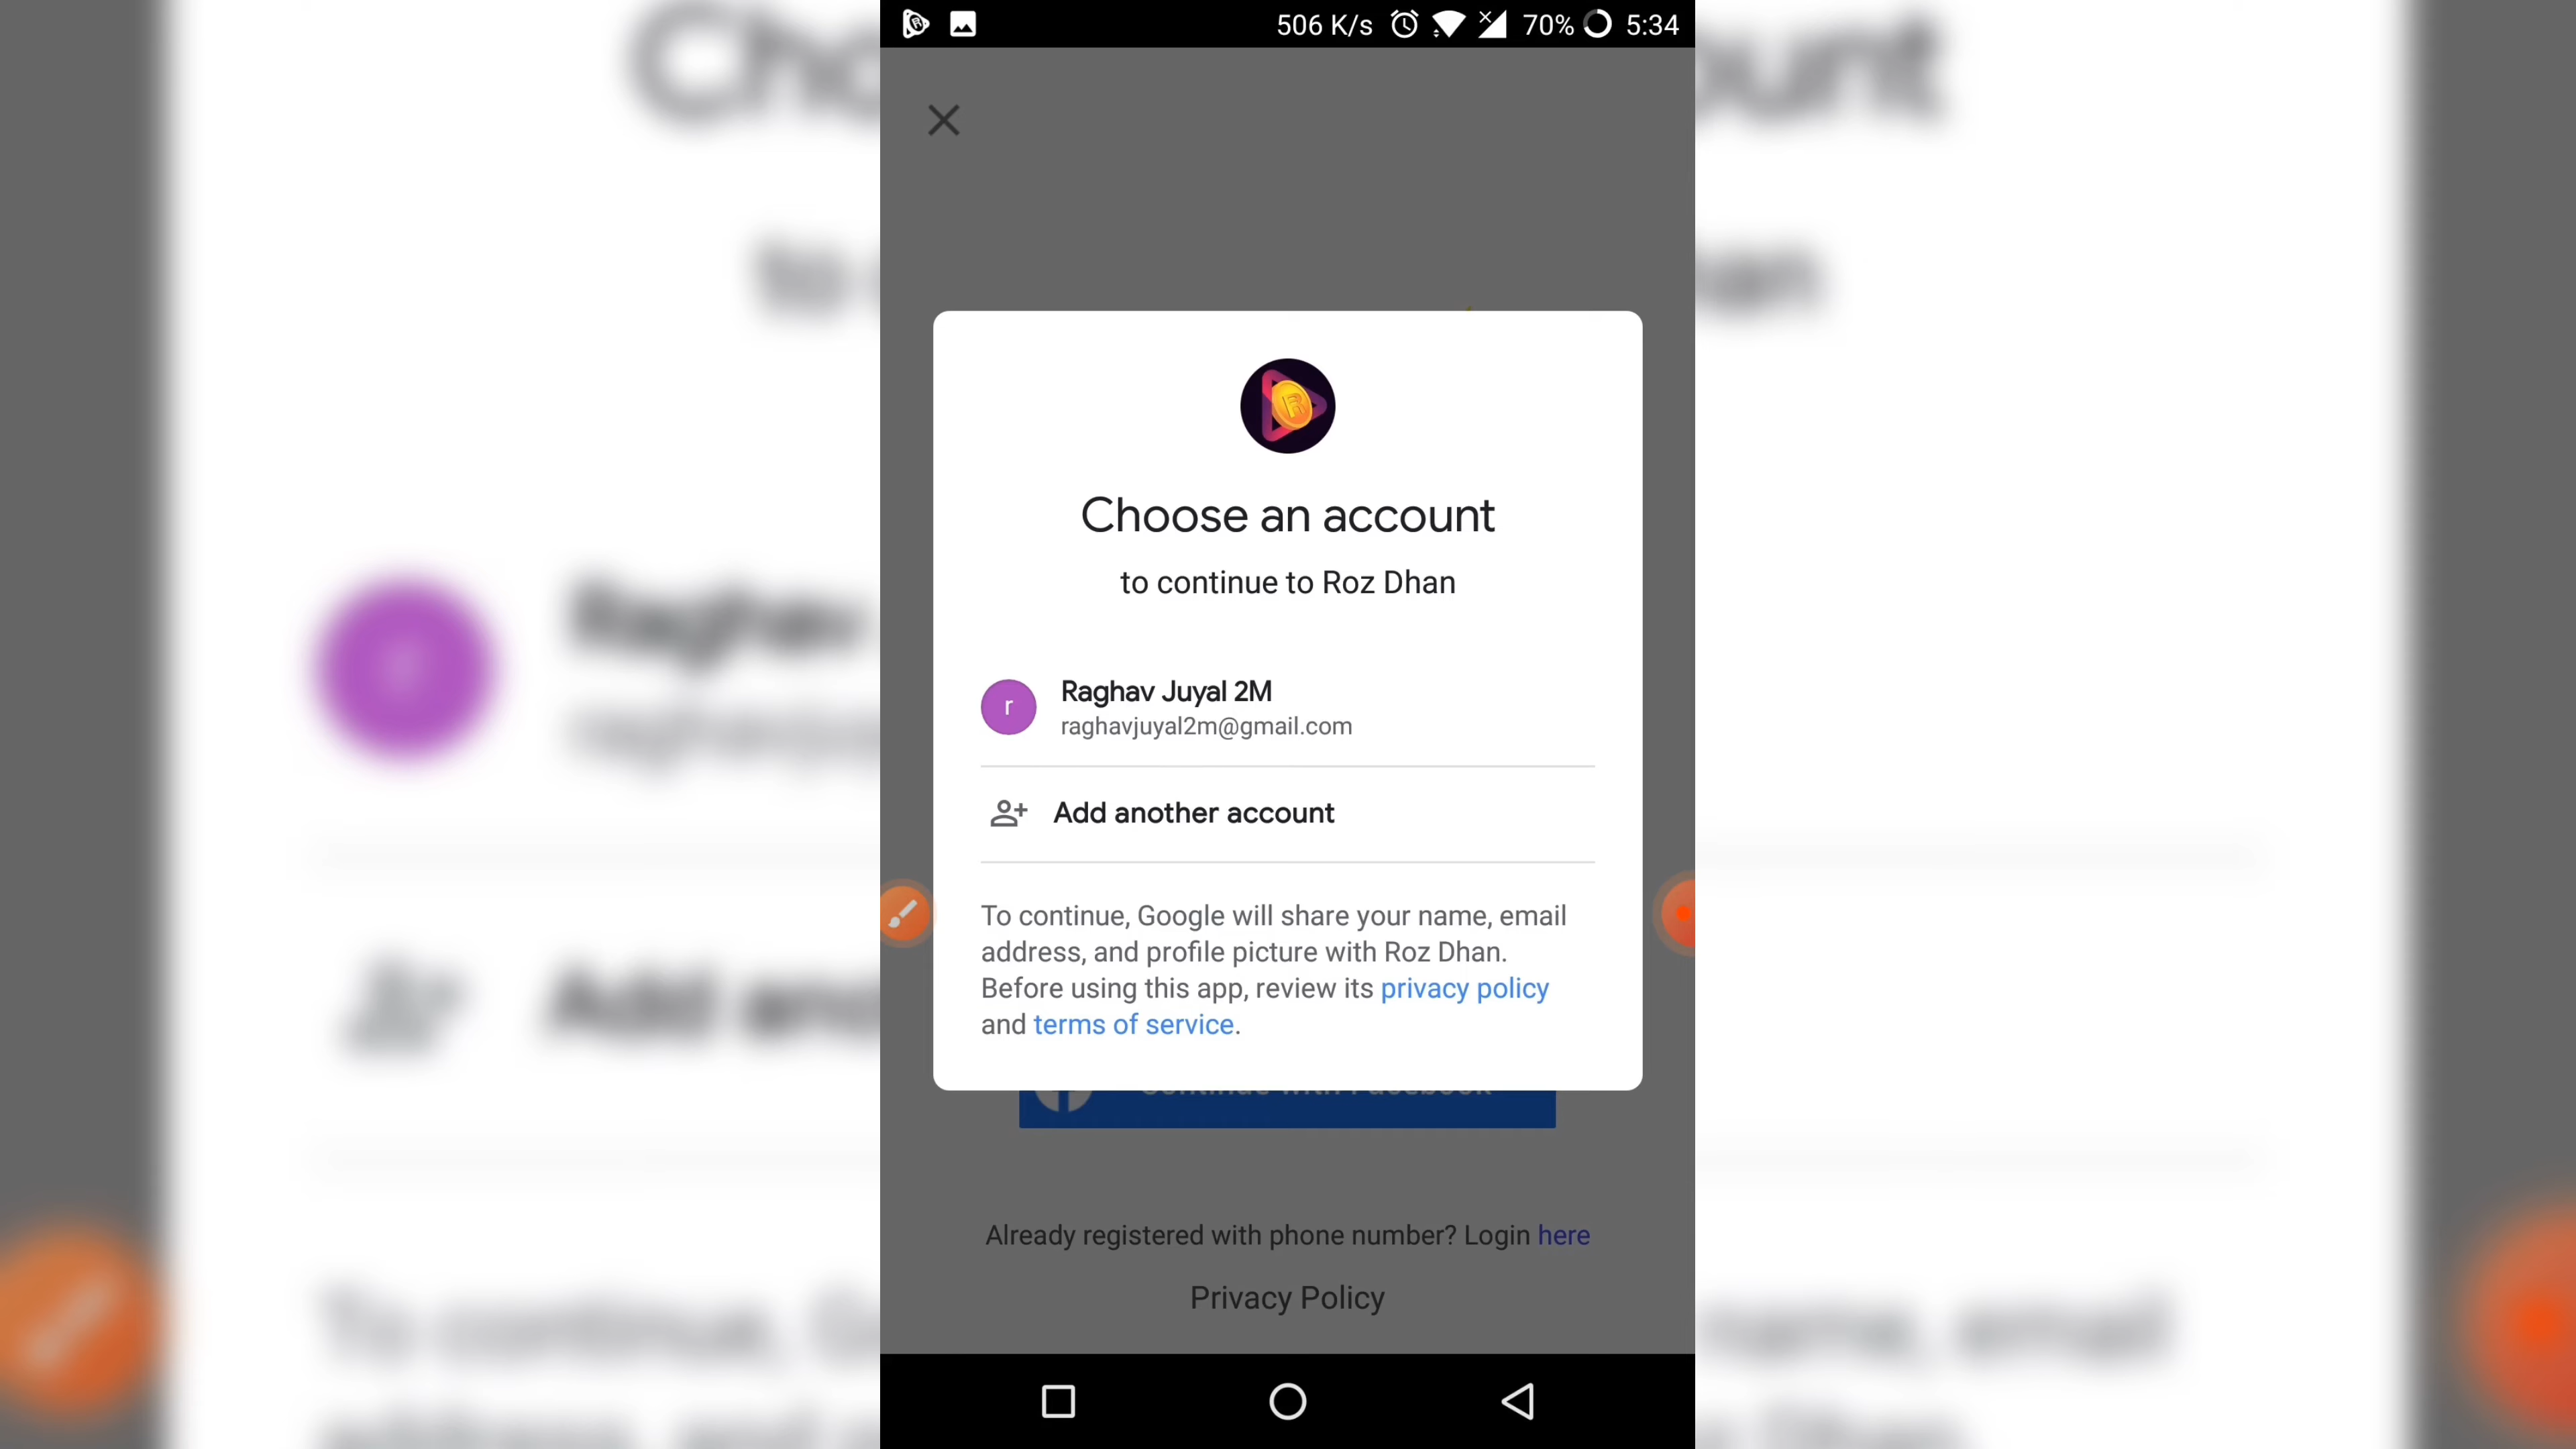 506 K/s 70% 5:34
Choose an account
to continue to Roz Dhan
r
Raghav Juyal 2M
raghavjuyal2m@gmail.com
Add another account
To continue, Google will share your name, email
address, and profile picture with Roz Dhan.
Before using this app, review its privacy policy
and terms of service.
Continue with Facebook
Already registered with phone number? Login here
Privacy Policy